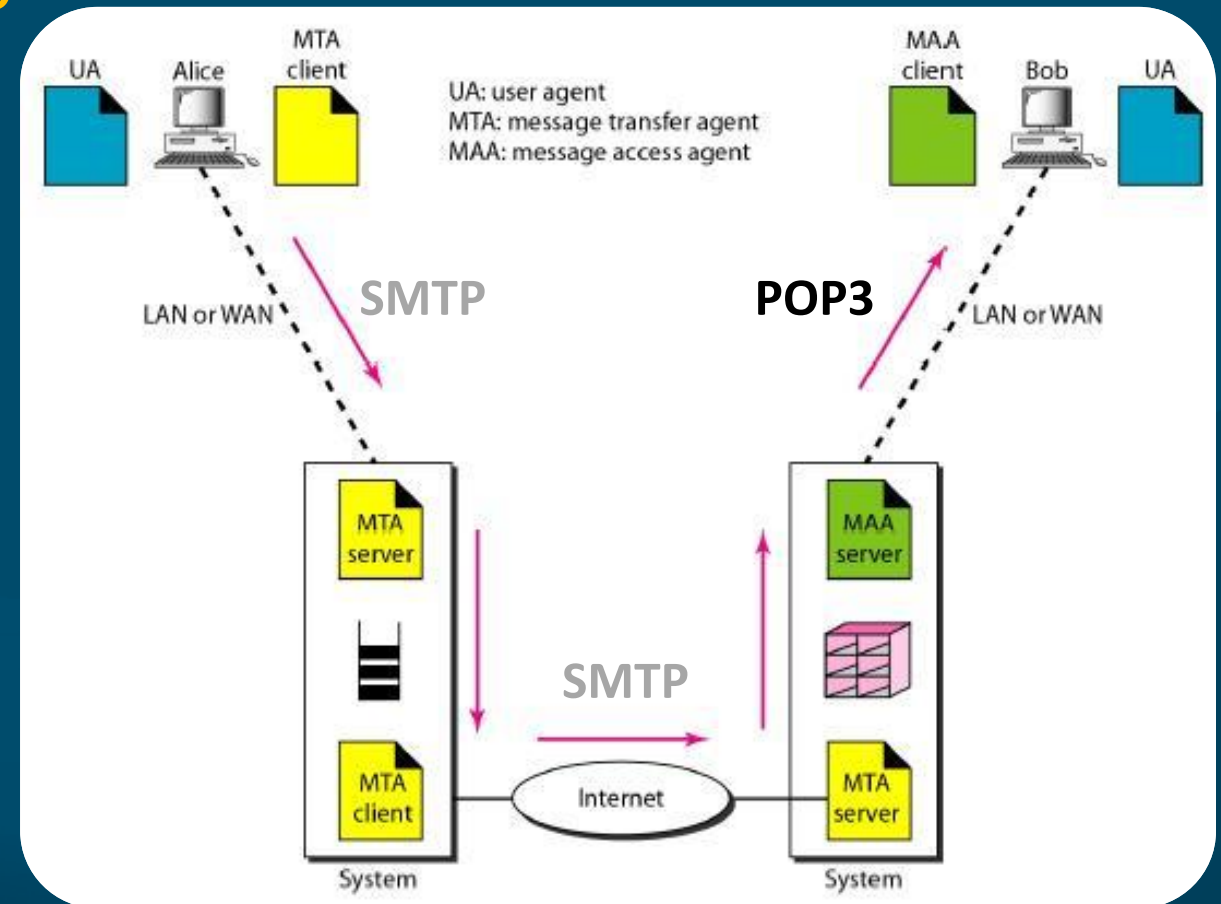 UA
Alice
MTA
client
UA: user agent
MTA: message transfer agent
MAA: message access agent
MAA
client
Bob
UA
SMTP
POP3
LAN or WAN
LAN or WAN
MTA
server
MAA
server
SMTP
MTA
client
Internet
MTA
server
System
System